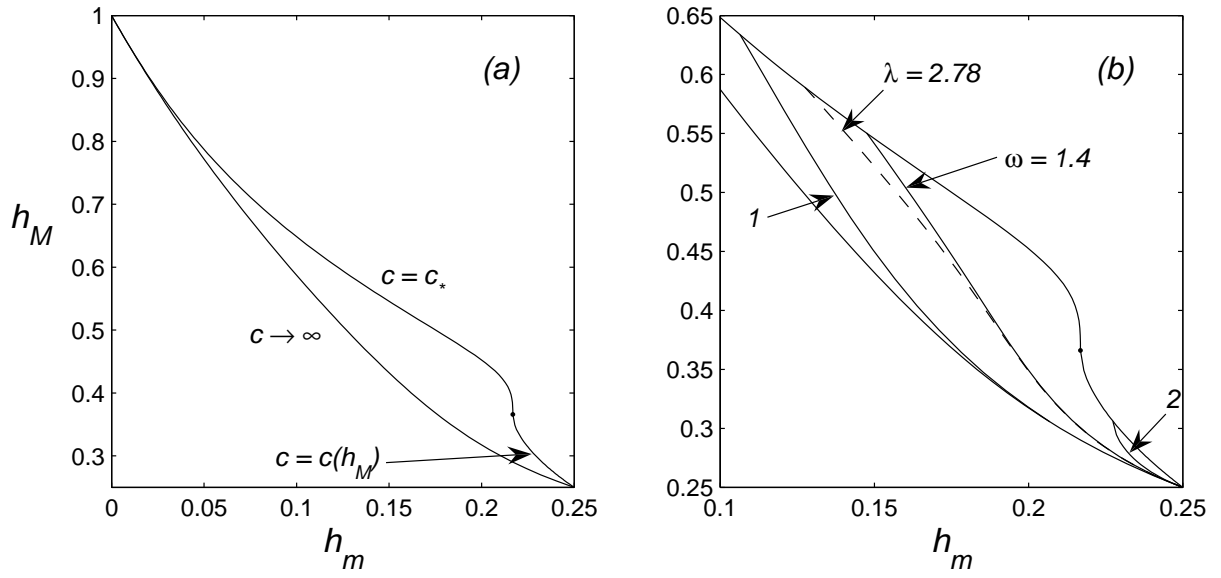 (a)
1
0.9
0.8
0.7
0.6
0.5
0.4
0.3
h_M
c = c_*
c → ∞
c = c(h_M)
0 0.05 0.1 0.15 0.2 0.25
h_m
(b)
0.65
0.6
0.55
0.5
0.45
0.4
0.35
0.3
0.25
λ = 2.78
ω = 1.4
1
2
0.1 0.15 0.2 0.25
h_m